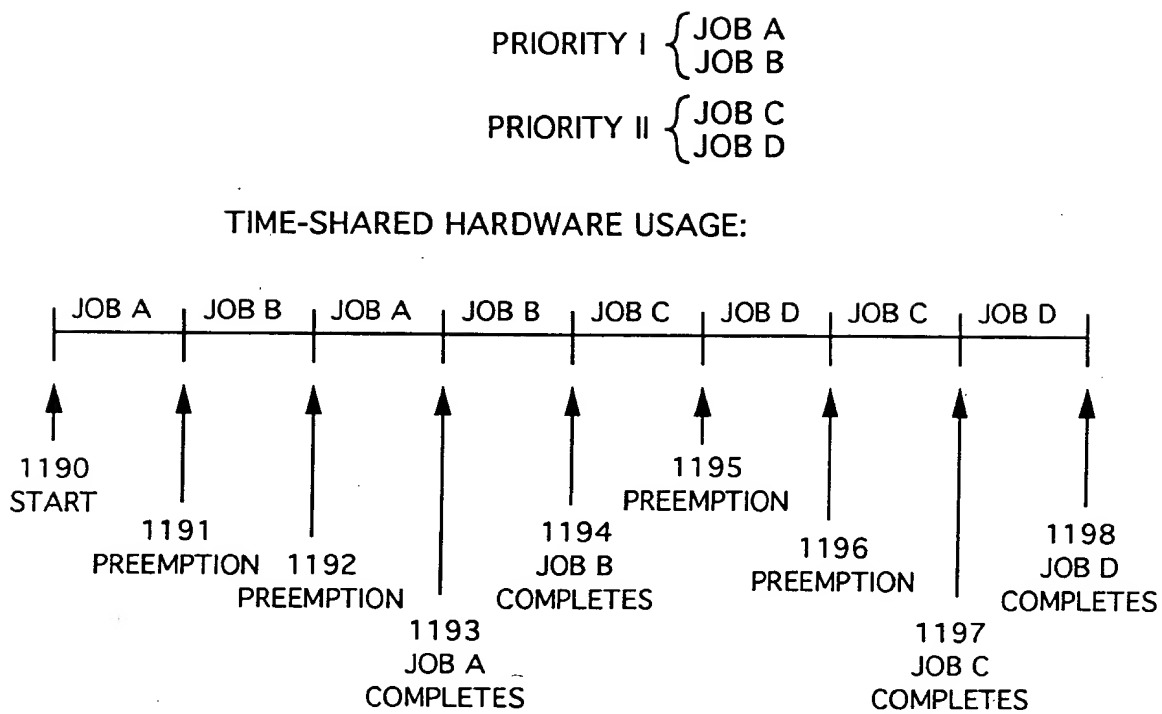 PRIORITY I { JOB A
JOB B
PRIORITY II { JOB C
JOB D
TIME-SHARED HARDWARE USAGE:
JOB A JOB B JOB A JOB B JOB C JOB D JOB C JOB D
1190
START
1191
PREEMPTION
1192
PREEMPTION
1193
JOB A
COMPLETES
1194
JOB B
COMPLETES
1195
PREEMPTION
1196
PREEMPTION
1197
JOB C
COMPLETES
1198
JOB D
COMPLETES